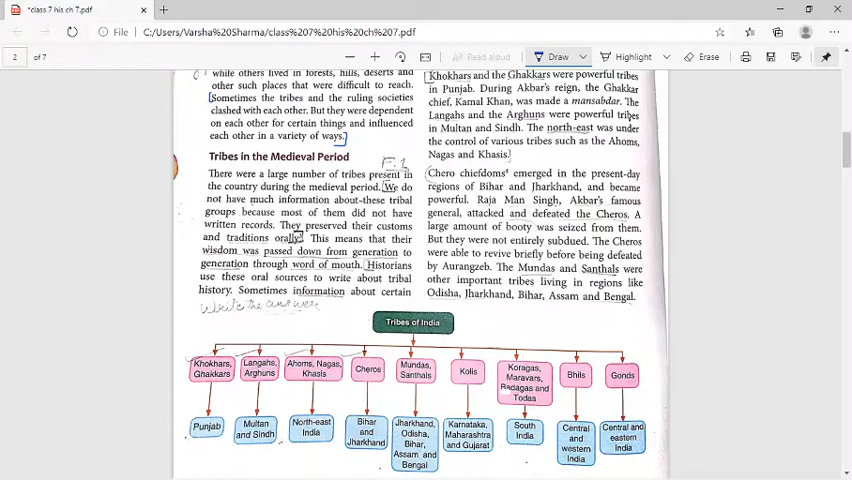 *class 7 his ch 7.pdf
File | C:/Users/Varsha%20Sharma/class%207%20his%20ch%207.pdf
2 of 7
Read aloud
Draw
Highlight
Erase
while others lived in forests, hills, deserts and
other such places that were difficult to reach.
Sometimes the tribes and the ruling societies
clashed with each other. But they were dependent
on each other for certain things and influenced
each other in a variety of ways.
Tribes in the Medieval Period
F.1
There were a large number of tribes present in
the country during the medieval period. We do
not have much information about these tribal
groups because most of them did not have
written records. They preserved their customs
and traditions orally. This means that their
wisdom was passed down from generation to
generation through word of mouth. Historians
use these oral sources to write about tribal
history. Sometimes information about certain
Write the answer
Khokhars and the Ghakkars were powerful tribes
in Punjab. During Akbar's reign, the Ghakkar
chief, Kamal Khan, was made a mansabdar. The
Langahs and the Arghuns were powerful tribes
in Multan and Sindh. The north-east was under
the control of various tribes such as the Ahoms,
Nagas and Khasis.
Chero chiefdoms⁴ emerged in the present-day
regions of Bihar and Jharkhand, and became
powerful. Raja Man Singh, Akbar's famous
general, attacked and defeated the Cheros. A
large amount of booty was seized from them.
But they were not entirely subdued. The Cheros
were able to revive briefly before being defeated
by Aurangzeb. The Mundas and Santhals were
other important tribes living in regions like
Odisha, Jharkhand, Bihar, Assam and Bengal.
Tribes of India
Khokhars,
Ghakkars
Langahs,
Arghuns
Ahoms, Nagas,
Khasis
Cheros
Mundas,
Santhals
Kolis
Koragas,
Maravars,
Badagas and
Todas
Bhils
Gonds
Punjab
Multan
and Sindh
North-east
India
Bihar
and
Jharkhand
Jharkhand,
Odisha,
Bihar,
Assam and
Bengal
Karnataka,
Maharashtra
and Gujarat
South
India
Central
and
western
India
Central and
eastern
India